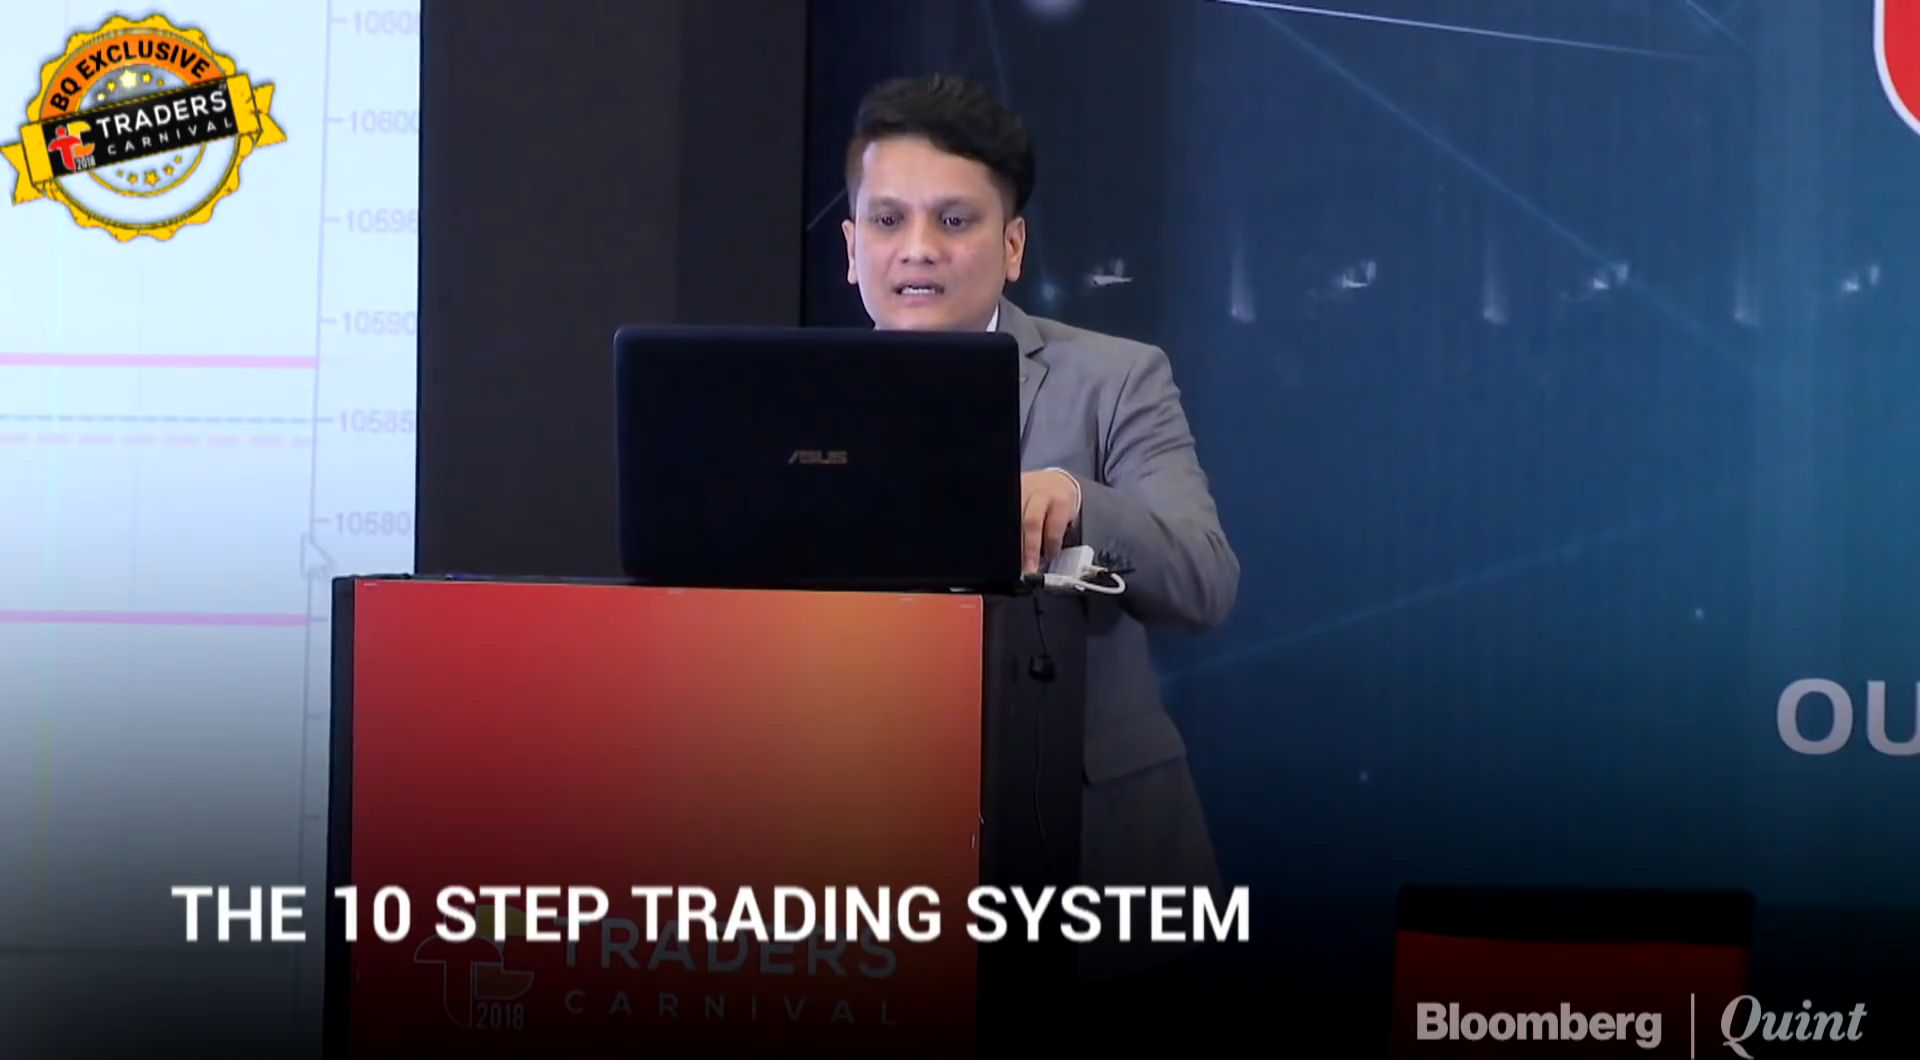 BQ EXCLUSIVE
TRADERS
CARNIVAL
2018
10600
10595
10590
10585
10580
ASUS
OU
THE 10 STEP TRADING SYSTEM
TRADERS
CARNIVAL
2018
Bloomberg | Quint